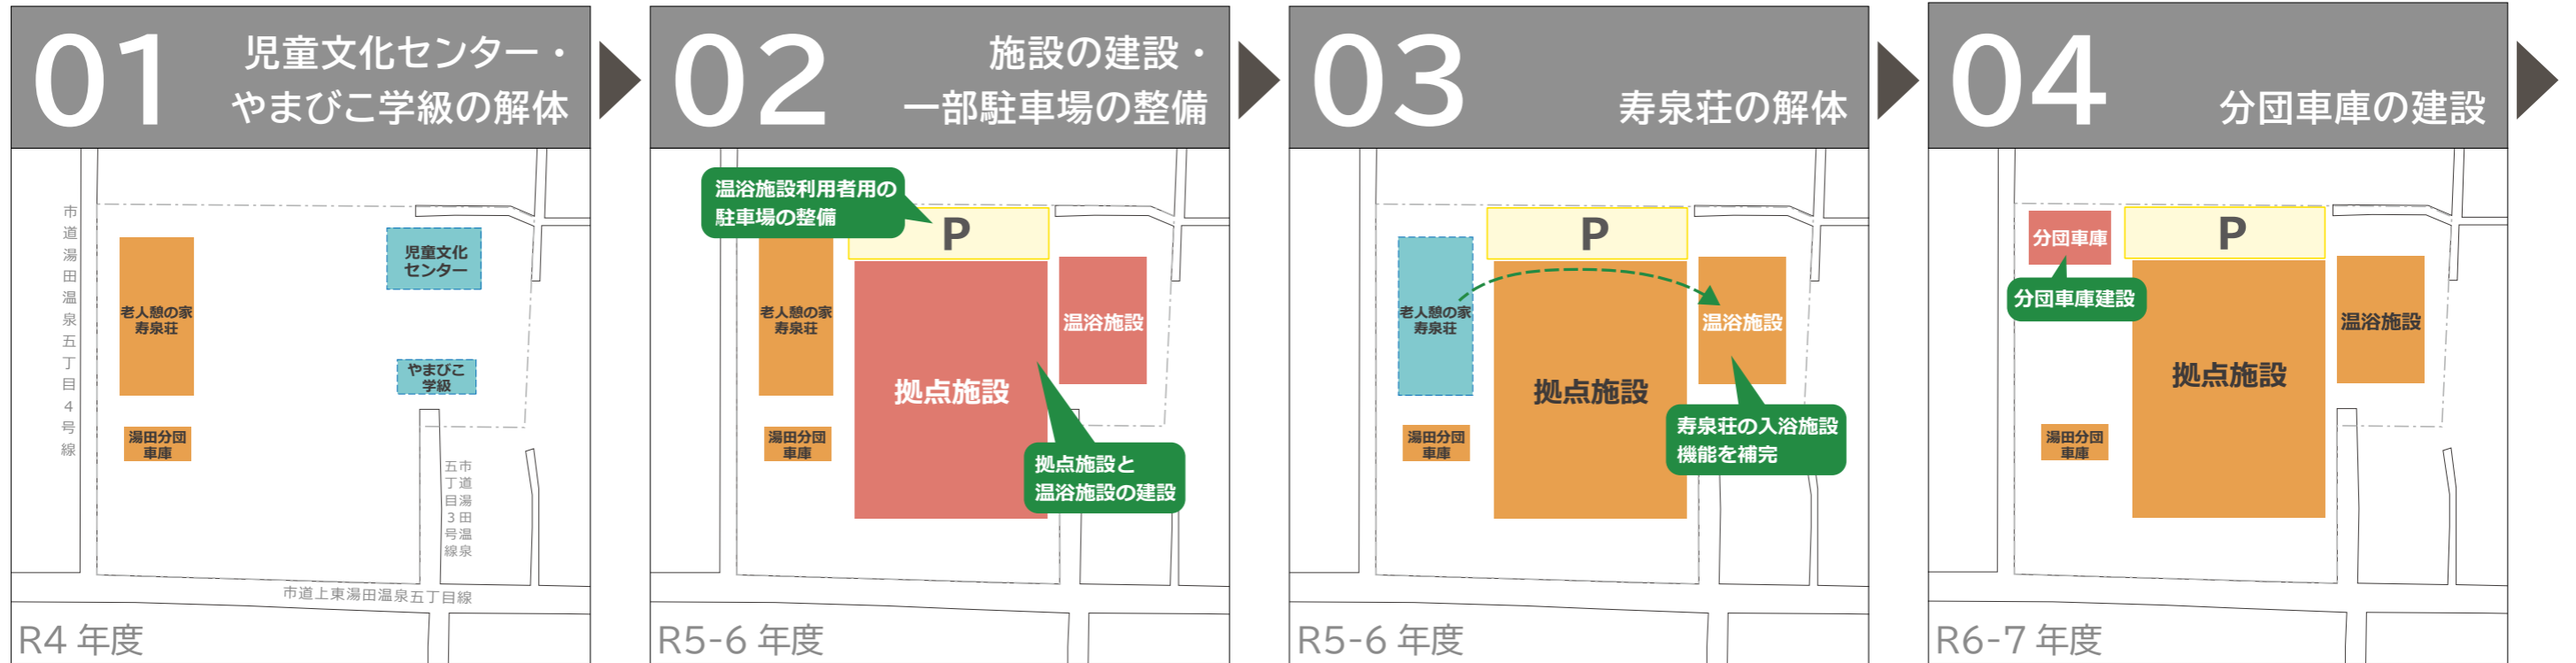 01
児童文化センター・
やまびこ学級の解体
市道湯田温泉五丁目4号線
老人憩の家
寿泉荘
児童文化
センター
やまびこ
学級
湯田分団
車庫
市道湯田温泉
五丁目3号線
市道上東湯田温泉五丁目線
R4 年度
02
施設の建設・
一部駐車場の整備
温浴施設利用者用の
駐車場の整備
P
老人憩の家
寿泉荘
温浴施設
拠点施設
湯田分団
車庫
拠点施設と
温浴施設の建設
R5-6 年度
03
寿泉荘の解体
P
老人憩の家
寿泉荘
温浴施設
拠点施設
湯田分団
車庫
寿泉荘の入浴施設
機能を補完
R5-6 年度
04
分団車庫の建設
分団車庫
P
分団車庫建設
温浴施設
拠点施設
湯田分団
車庫
R6-7 年度